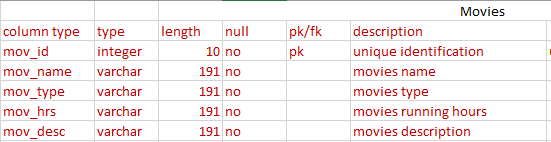 Movies
column type type length null pk/fk description
mov_id integer 10 no pk unique identification
mov_name varchar 191 no movies name
mov_type varchar 191 no movies type
mov_hrs varchar 191 no movies running hours
mov_desc varchar 191 no movies description